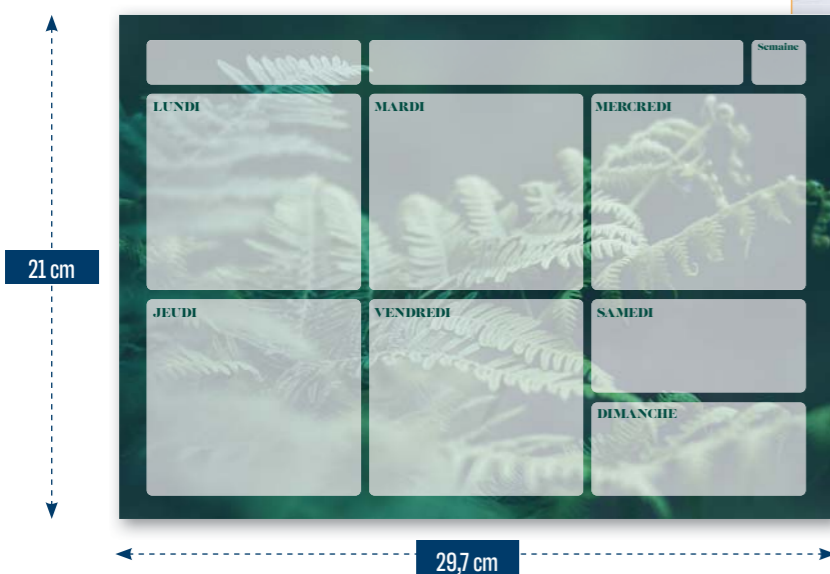 Semaine
LUNDI
MARDI
MERCREDI
21 cm
JEUDI
VENDREDI
SAMEDI
DIMANCHE
29,7 cm